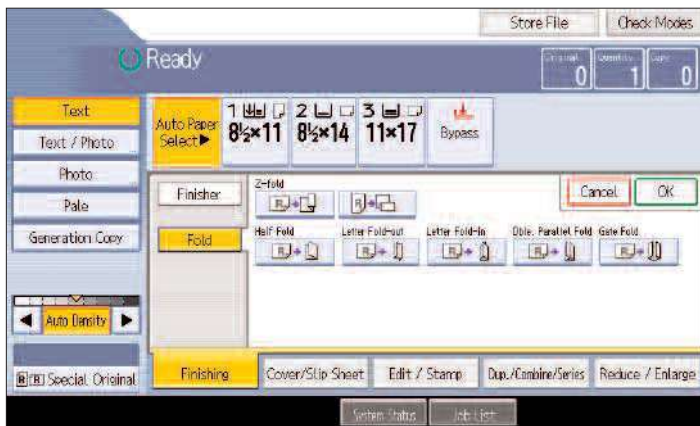 Store File Check Modes
Ready
Original Quantity Copy
0 1 0
Text
Text / Photo
Photo
Pale
Generation Copy
Auto Density
Special Original
Auto Paper Select▶
1 8½×11
2 8½×14
3 11×17
Bypass
Finisher
Fold
Z-fold
Cancel OK
Half Fold Letter Fold-out Letter Fold-in Dble. Parallel Fold Gate Fold
Finishing Cover/Slip Sheet Edit / Stamp Dup./Combine/Series Reduce / Enlarge
System Status Job List